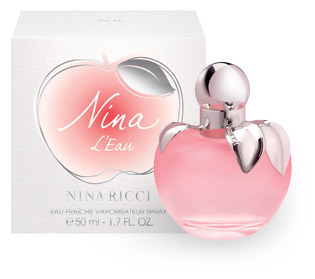 Nina
L'Eau
NINA RICCI
EAU FRAÎCHE VAPORISATEUR SPRAY
℮ 50 ml - 1.7 FL. OZ.